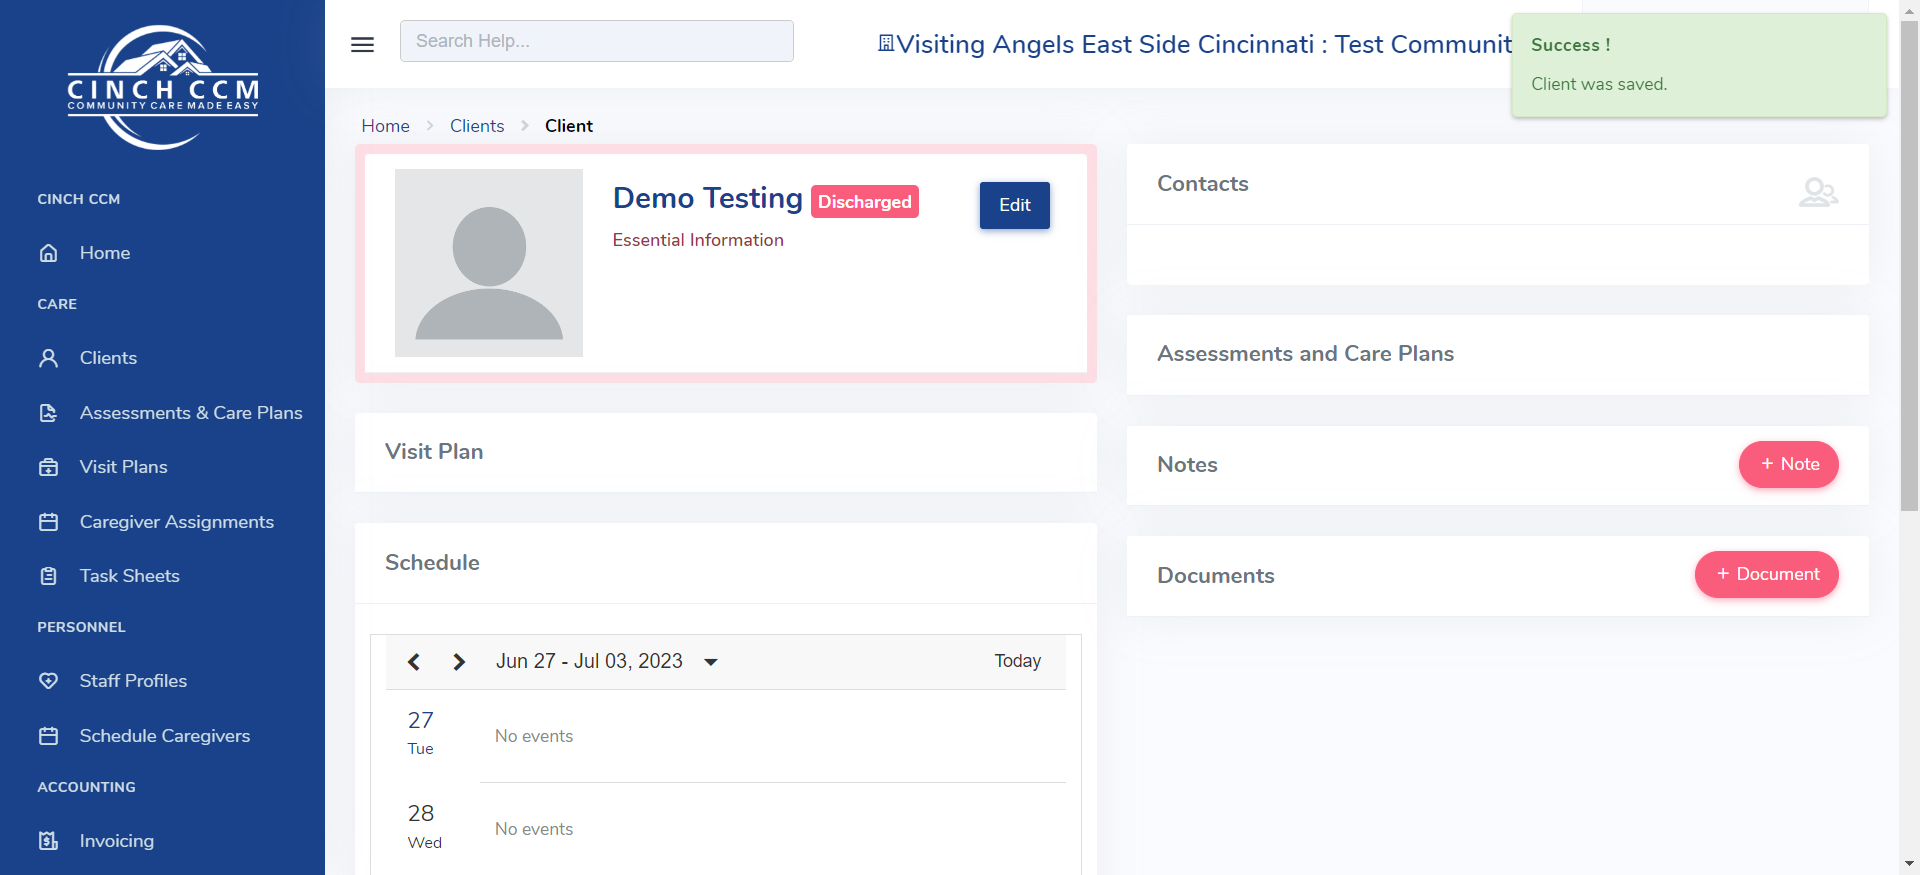 CINCH CCM
COMMUNITY CARE MADE EASY
CINCH CCM
Home
CARE
Clients
Assessments & Care Plans
Visit Plans
Caregiver Assignments
Task Sheets
PERSONNEL
Staff Profiles
Schedule Caregivers
ACCOUNTING
Invoicing
Search Help...
Visiting Angels East Side Cincinnati : Test Communit
Success !
Client was saved.
Home > Clients > Client
Demo Testing Discharged
Essential Information
Edit
Visit Plan
Schedule
Jun 27 - Jul 03, 2023
Today
27
Tue
No events
28
Wed
No events
Contacts
Assessments and Care Plans
Notes
+ Note
Documents
+ Document